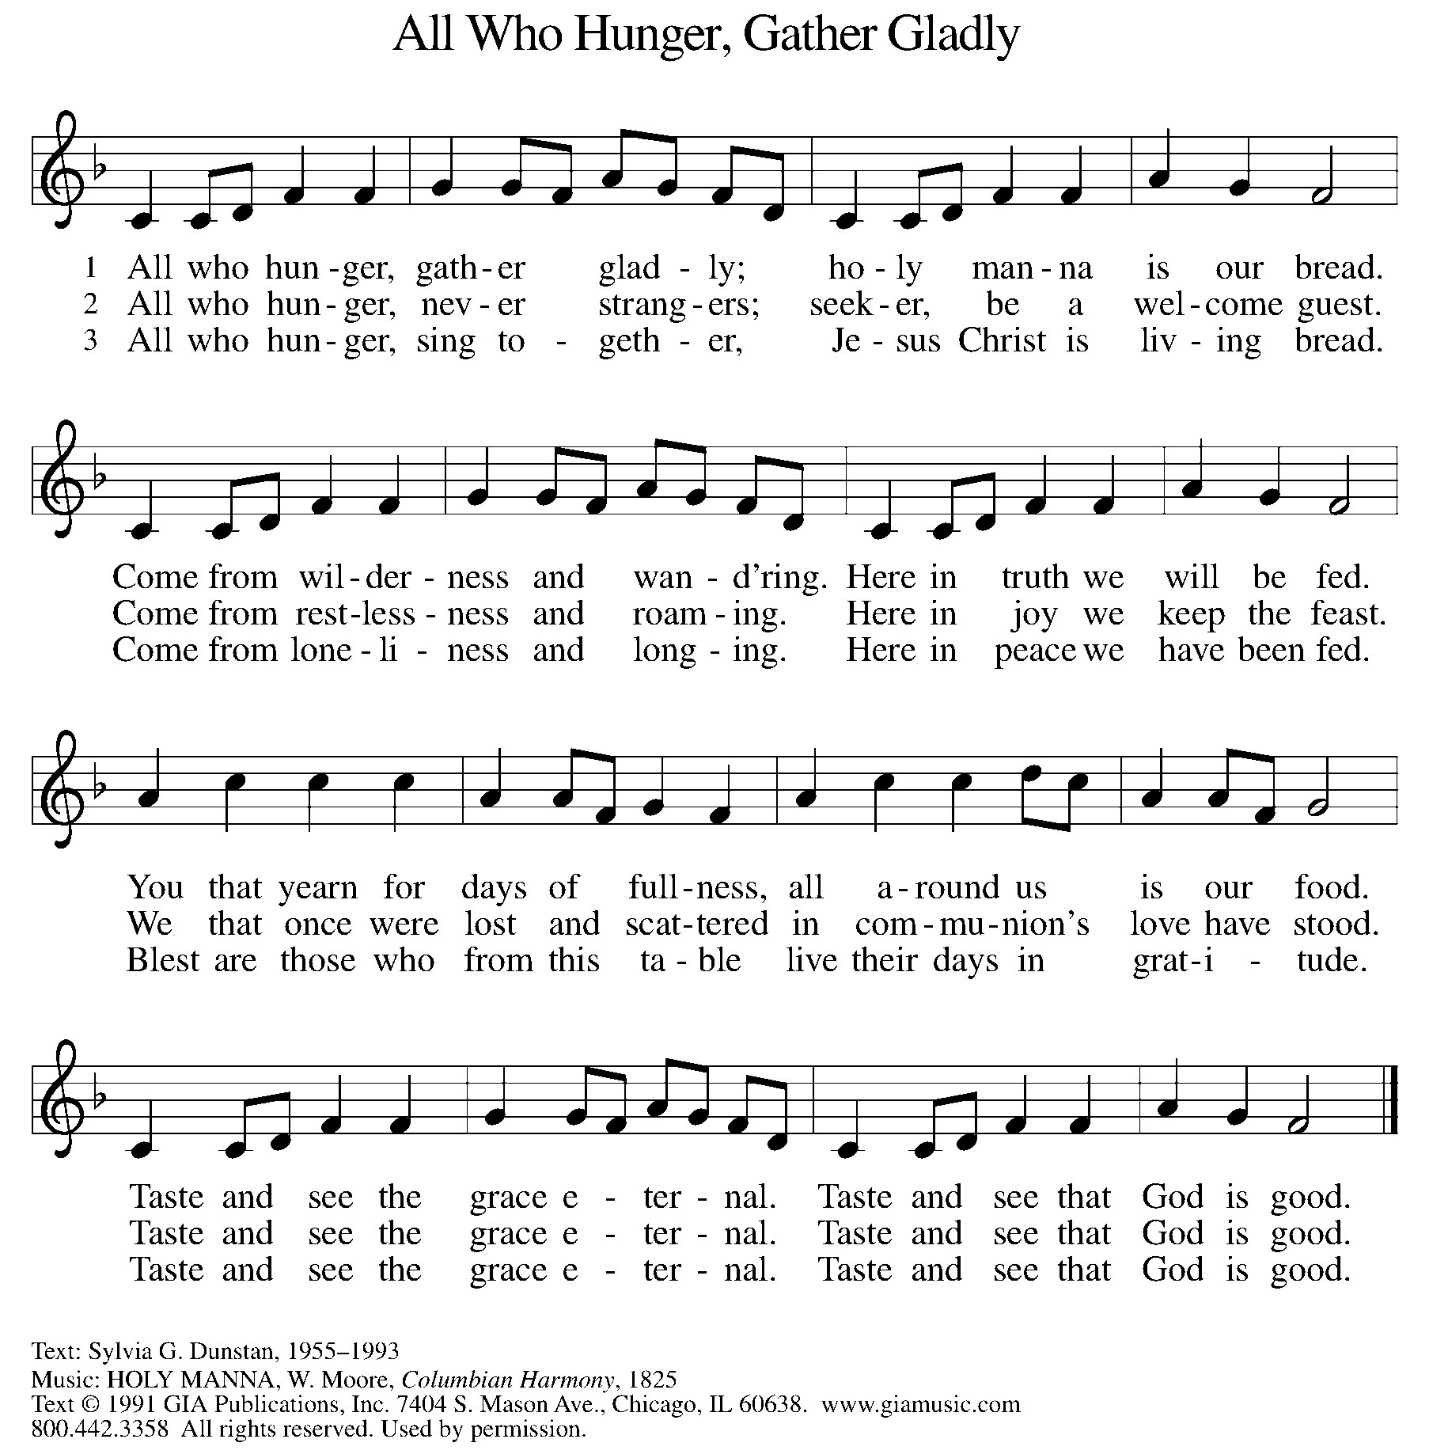 All Who Hunger, Gather Gladly
1 All who hun - ger, gath - er glad - ly; ho - ly man - na is our bread.
2 All who hun - ger, nev - er strang - ers; seek - er, be a wel - come guest.
3 All who hun - ger, sing to - geth - er, Je - sus Christ is liv - ing bread.
Come from wil - der - ness and wan - d’ring. Here in truth we will be fed.
Come from rest - less - ness and roam - ing. Here in joy we keep the feast.
Come from lone - li - ness and long - ing. Here in peace we have been fed.
You that yearn for days of full - ness, all a - round us is our food.
We that once were lost and scat - tered in com - mu - nion’s love have stood.
Blest are those who from this ta - ble live their days in grat - i - tude.
Taste and see the grace e - ter - nal. Taste and see that God is good.
Taste and see the grace e - ter - nal. Taste and see that God is good.
Taste and see the grace e - ter - nal. Taste and see that God is good.
Text: Sylvia G. Dunstan, 1955–1993
Music: HOLY MANNA, W. Moore, Columbian Harmony, 1825
Text © 1991 GIA Publications, Inc. 7404 S. Mason Ave., Chicago, IL 60638. www.giamusic.com
800.442.3358 All rights reserved. Used by permission.